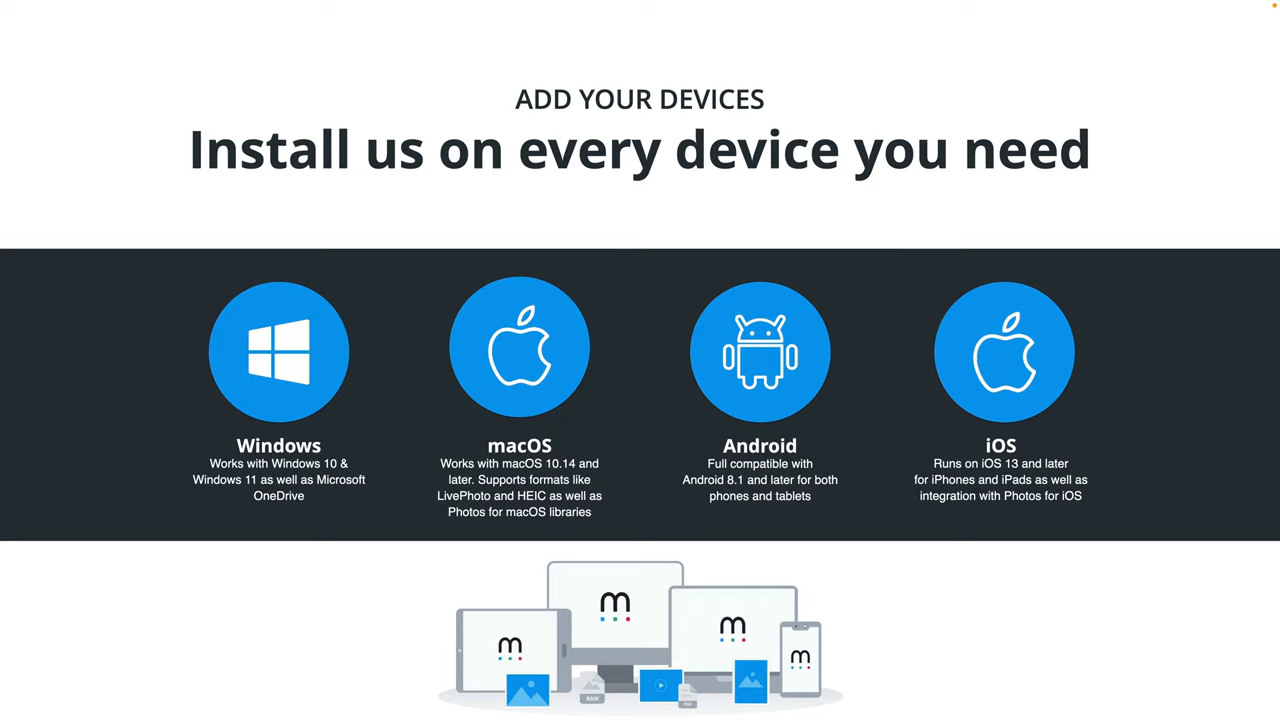 ADD YOUR DEVICES
Install us on every device you need
Windows
Works with Windows 10 &
Windows 11 as well as Microsoft
OneDrive
macOS
Works with macOS 10.14 and
later. Supports formats like
LivePhoto and HEIC as well as
Photos for macOS libraries
Android
Full compatible with
Android 8.1 and later for both
phones and tablets
iOS
Runs on iOS 13 and later
for iPhones and iPads as well as
integration with Photos for iOS
m
m
m
m
RAW